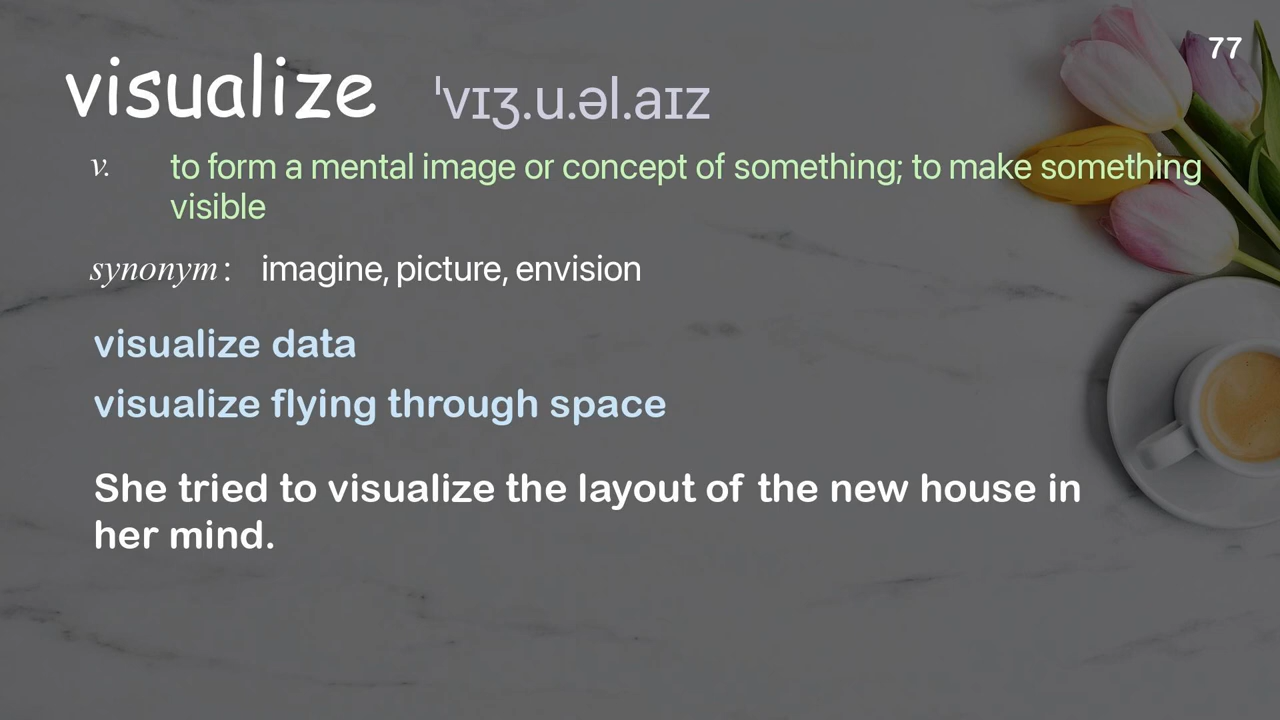 77
visualize ˈvɪʒ.u.əl.aɪz
v. to form a mental image or concept of something; to make something
visible
synonym: imagine, picture, envision
visualize data
visualize flying through space
She tried to visualize the layout of the new house in
her mind.